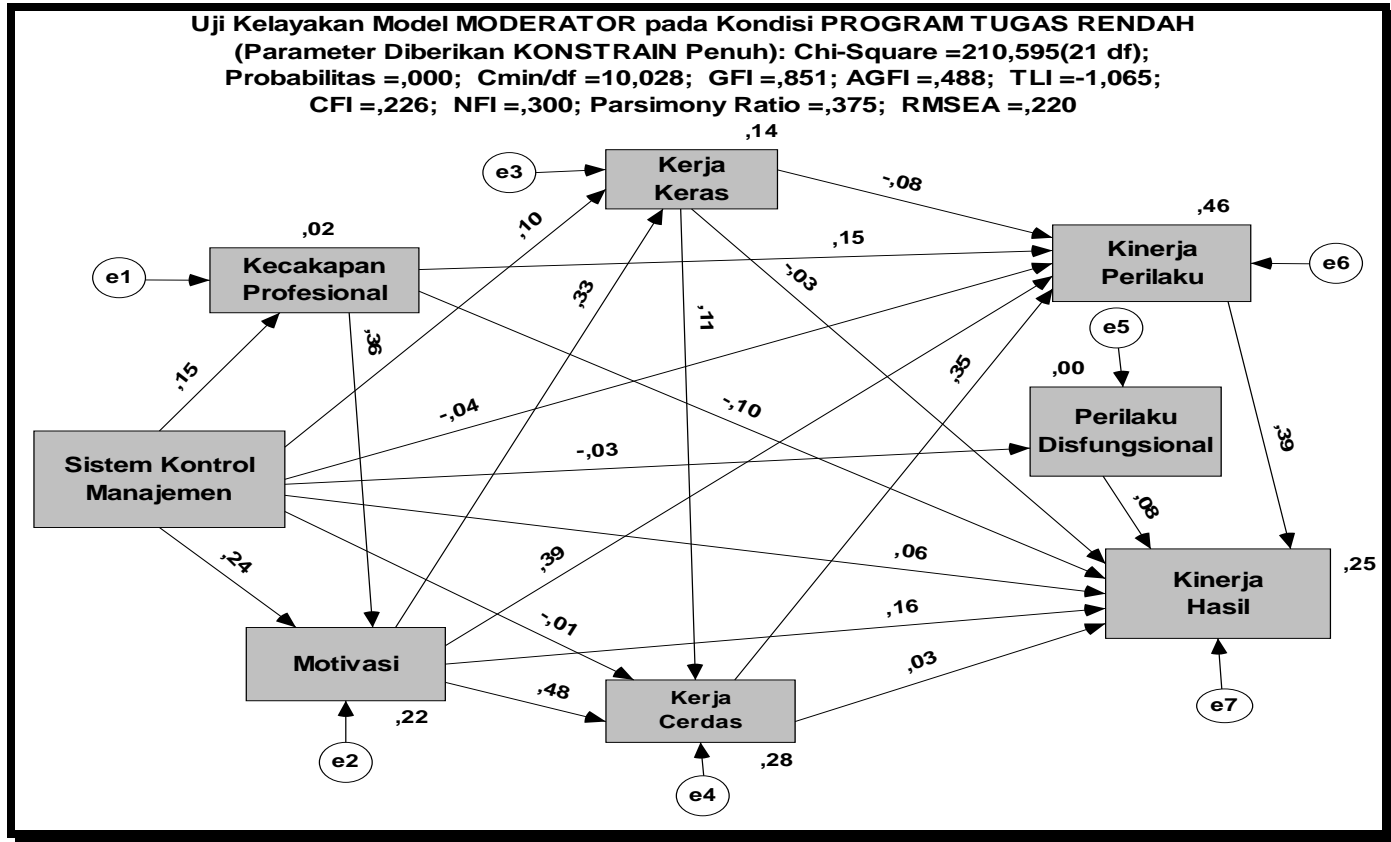 Uji Kelayakan Model MODERATOR pada Kondisi PROGRAM TUGAS RENDAH
(Parameter Diberikan KONSTRAIN Penuh): Chi-Square =210,595(21 df);
Probabilitas =,000; Cmin/df =10,028; GFI =,851; AGFI =,488; TLI =-1,065;
CFI =,226; NFI =,300; Parsimony Ratio =,375; RMSEA =,220
,14
e3
Kerja
Keras
-,08
,46
,10
,02
,15
Kinerja
Perilaku
e6
e1
Kecakapan
Profesional
-,03
,33
,11
e5
,36
,35
,00
,15
-,04
-,10
Perilaku
Disfungsional
,39
Sistem Kontrol
Manajemen
-,03
,08
,24
,39
,06
Kinerja
Hasil
,25
-,01
,16
Motivasi
,48
Kerja
Cerdas
,03
,22
e7
e2
,28
e4